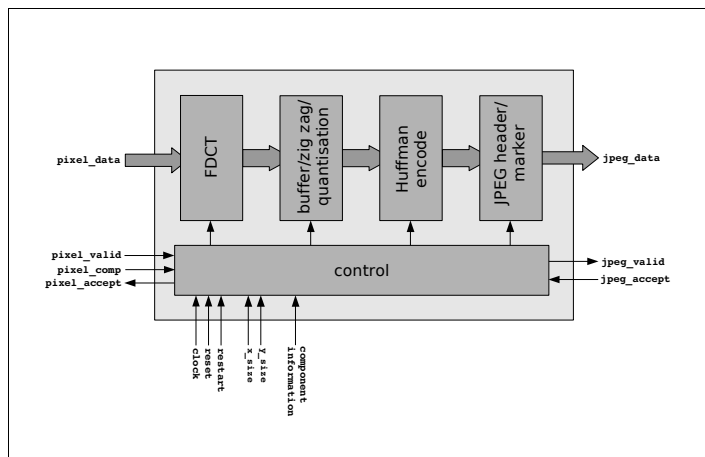 FDCT
buffer/zig zag/
quantisation
Huffman
encode
JPEG header/
marker
pixel_data
jpeg_data
pixel_valid
pixel_comp
pixel_accept
control
jpeg_valid
jpeg_accept
clock
reset
restart
x_size
y_size
component
information